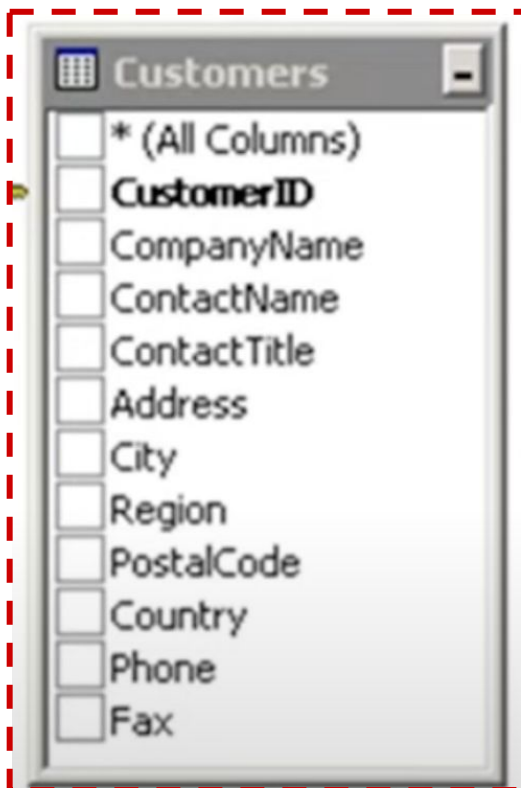 Customers
* (All Columns)
CustomerID
CompanyName
ContactName
ContactTitle
Address
City
Region
PostalCode
Country
Phone
Fax